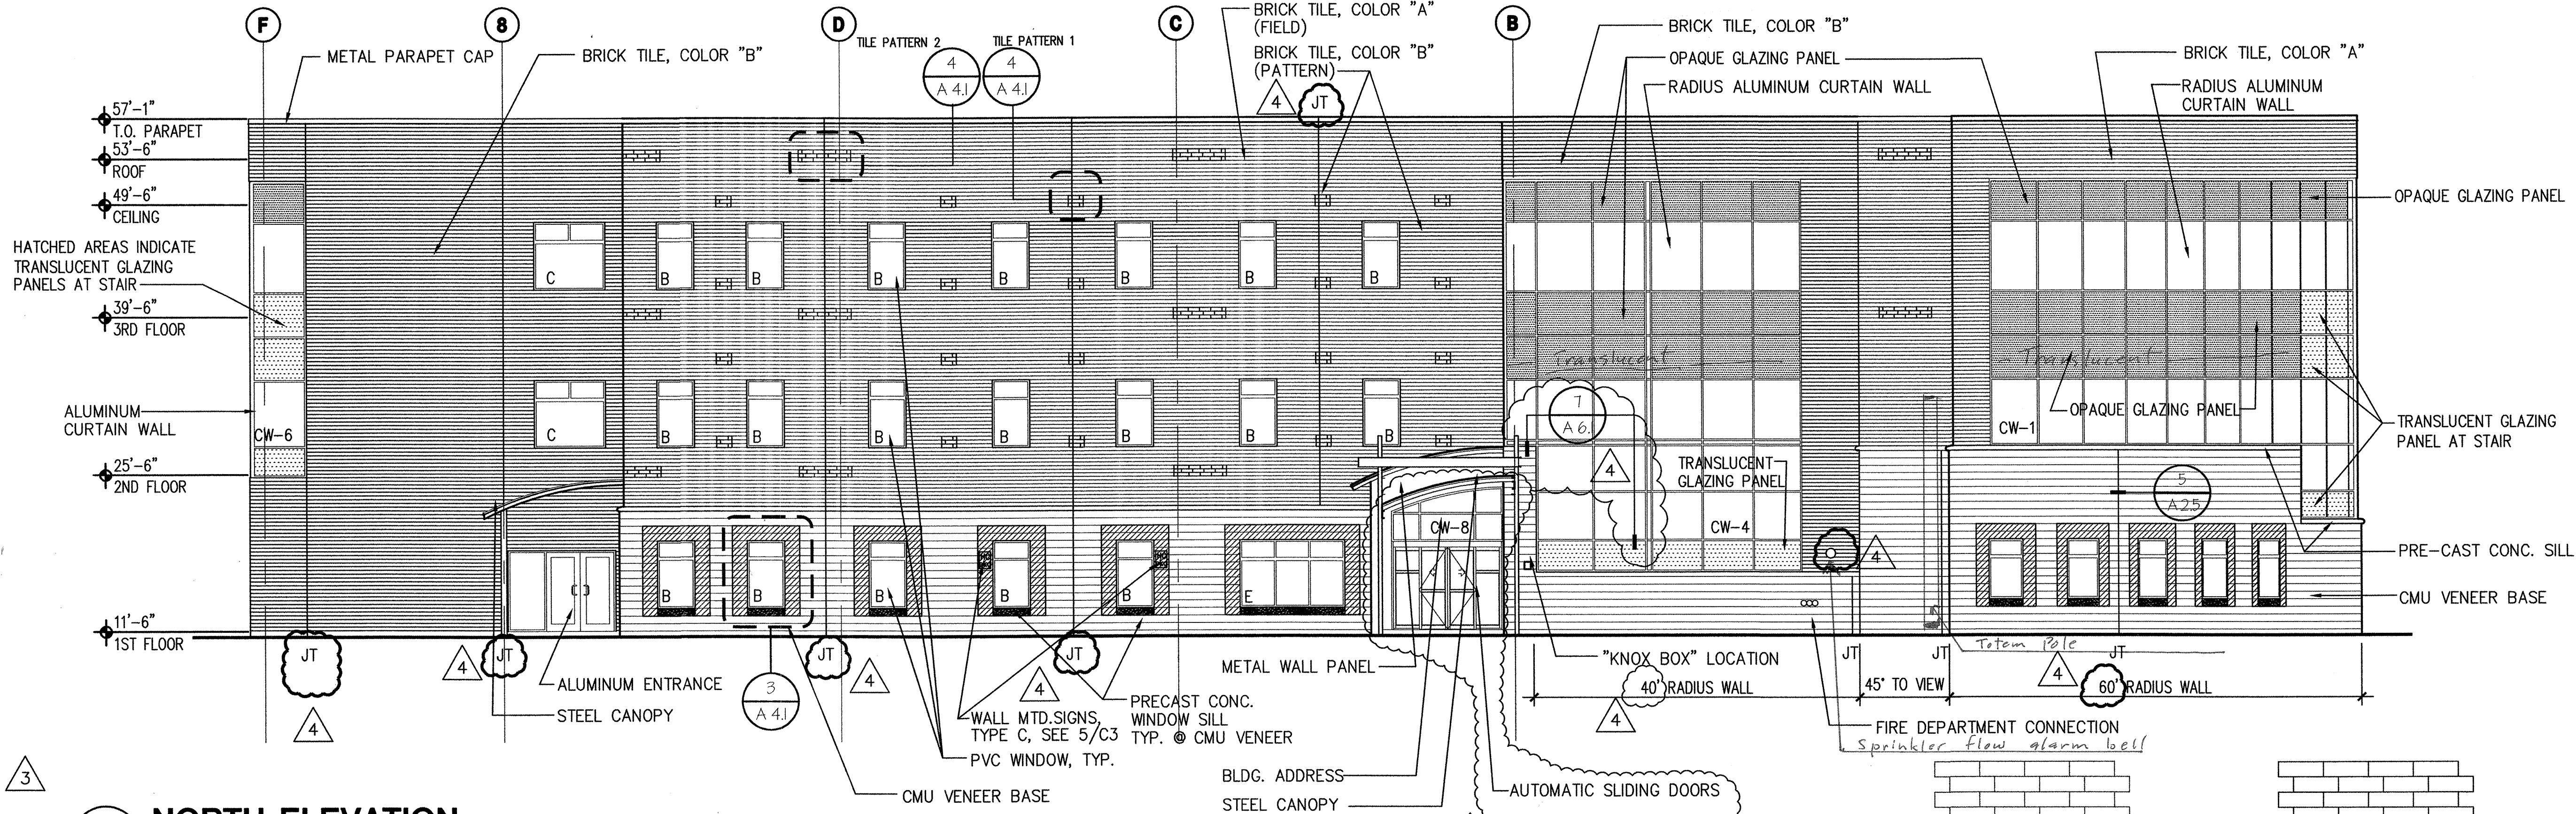 F
8
D
C
B
METAL PARAPET CAP
BRICK TILE, COLOR "B"
TILE PATTERN 2
TILE PATTERN 1
4
A 4.1
4
A 4.1
BRICK TILE, COLOR "A"
(FIELD)
BRICK TILE, COLOR "B"
(PATTERN)
4
JT
BRICK TILE, COLOR "B"
OPAQUE GLAZING PANEL
RADIUS ALUMINUM CURTAIN WALL
BRICK TILE, COLOR "A"
RADIUS ALUMINUM
CURTAIN WALL
57'-1"
T.O. PARAPET
53'-6"
ROOF
49'-6"
CEILING
HATCHED AREAS INDICATE
TRANSLUCENT GLAZING
PANELS AT STAIR
39'-6"
3RD FLOOR
ALUMINUM
CURTAIN WALL
CW-6
25'-6"
2ND FLOOR
11'-6"
1ST FLOOR
C
B
B
B
B
B
B
B
C
B
B
B
B
B
B
B
B
B
B
B
B
E
CW-8
OPAQUE GLAZING PANEL
Translucent
Translucent
7
A 6.1
4
TRANSLUCENT
GLAZING PANEL
CW-4
4
OPAQUE GLAZING PANEL
CW-1
TRANSLUCENT GLAZING
PANEL AT STAIR
5
A 2.5
PRE-CAST CONC. SILL
CMU VENEER BASE
JT
4
4
JT
JT
4
JT
4
ALUMINUM ENTRANCE
STEEL CANOPY
3
A 4.1
CMU VENEER BASE
WALL MTD.SIGNS,
TYPE C, SEE 5/C3
PVC WINDOW, TYP.
PRECAST CONC.
WINDOW SILL
TYP. @ CMU VENEER
METAL WALL PANEL
BLDG. ADDRESS
STEEL CANOPY
AUTOMATIC SLIDING DOORS
"KNOX BOX" LOCATION
40' RADIUS WALL
4
JT
JT
45° TO VIEW
Totem Pole
4
JT
60' RADIUS WALL
FIRE DEPARTMENT CONNECTION
Sprinkler flow alarm bell
3
NORTH ELEVATION